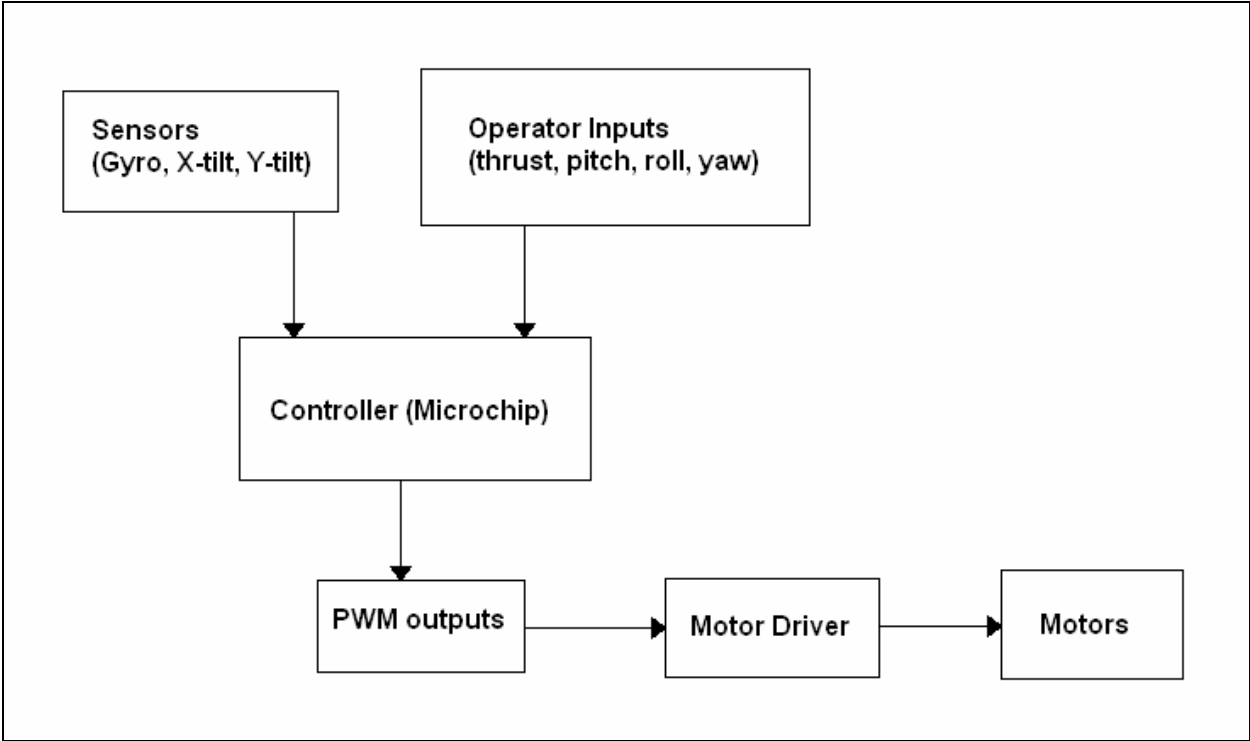 Sensors
(Gyro, X-tilt, Y-tilt)
Operator Inputs
(thrust, pitch, roll, yaw)
Controller (Microchip)
PWM outputs
Motor Driver
Motors